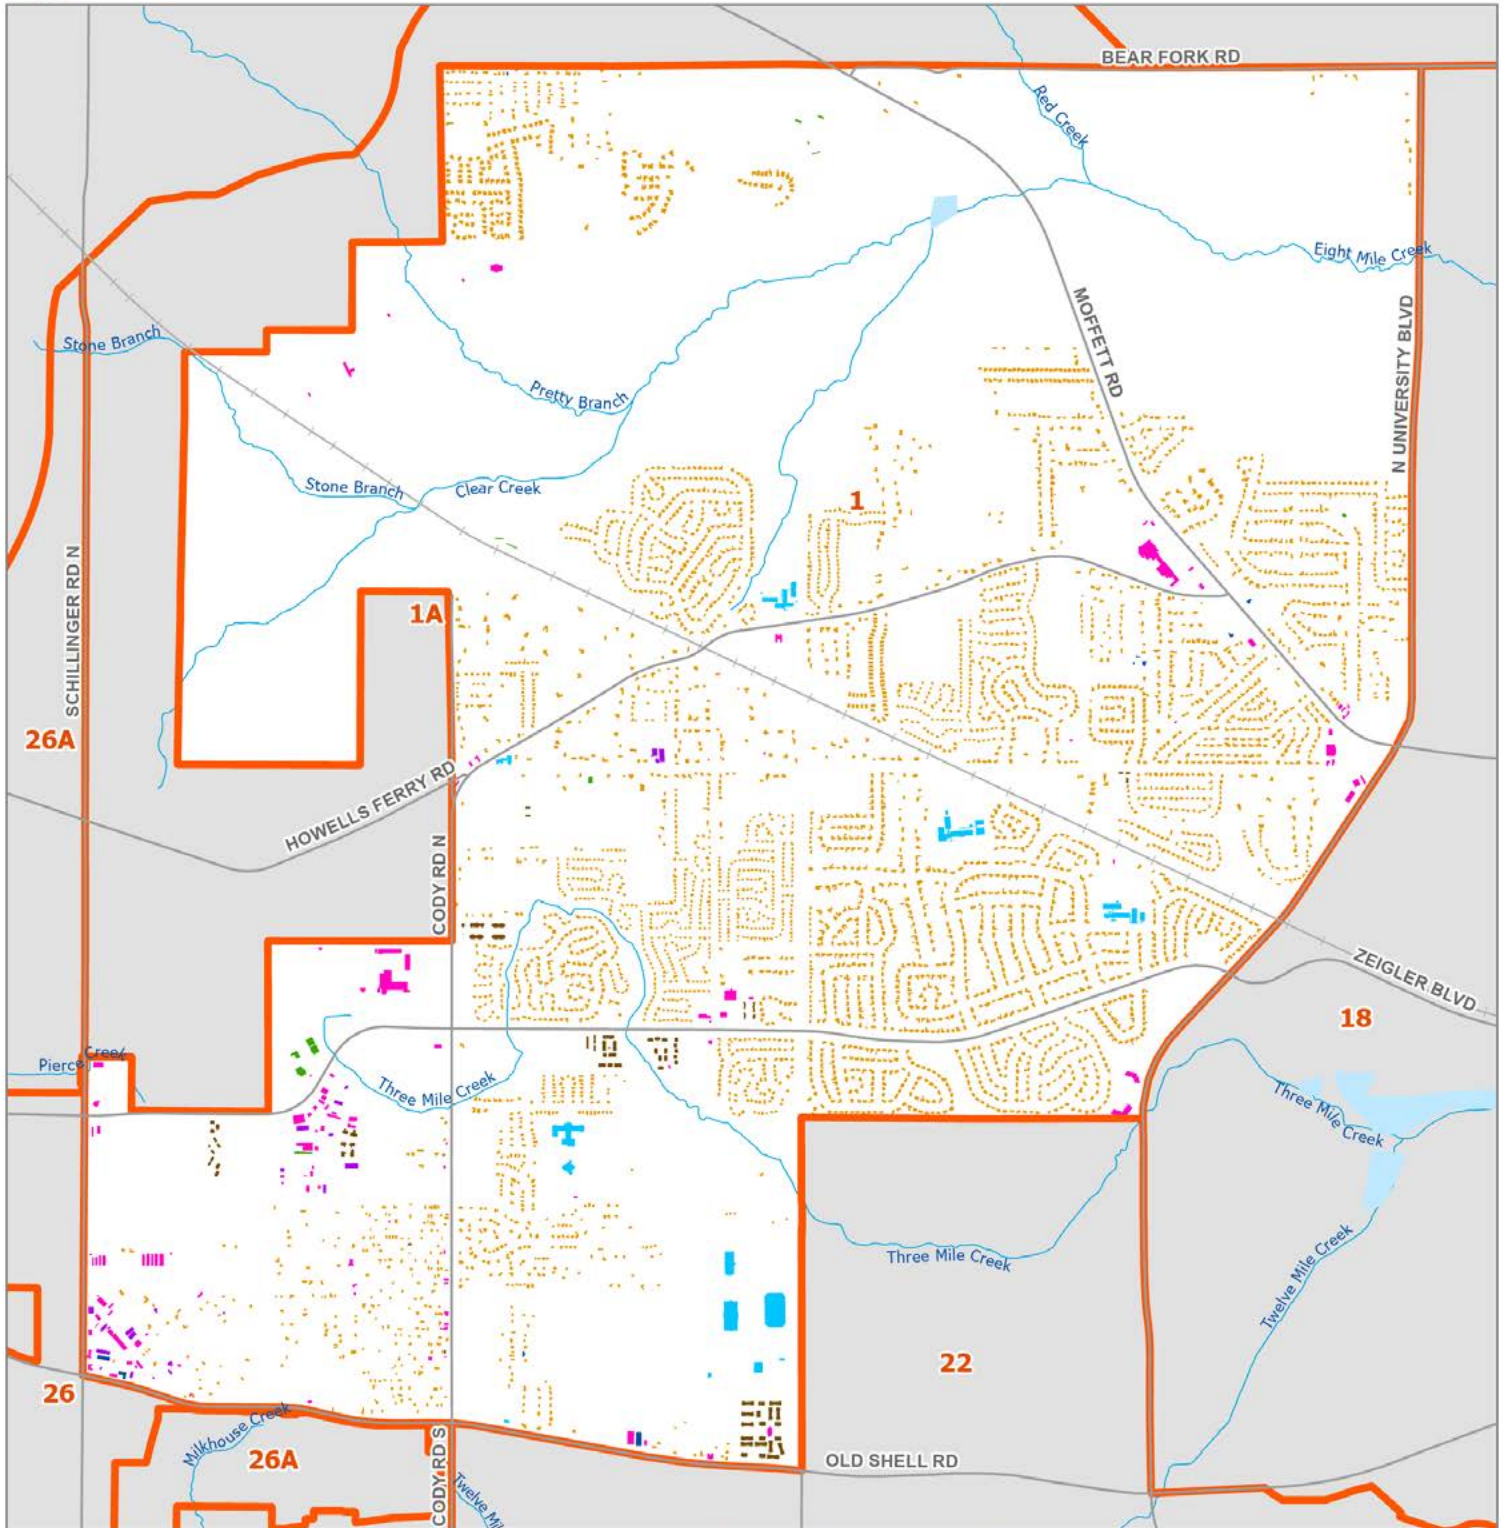 BEAR FORK RD
Red Creek
Eight Mile Creek
MOFFETT RD
N UNIVERSITY BLVD
Stone Branch
Pretty Branch
Stone Branch
Clear Creek
1
1A
SCHILLINGER RD N
26A
HOWELLS FERRY RD
CODY RD N
ZEIGLER BLVD
18
Pierce Creek
Three Mile Creek
Three Mile Creek
Three Mile Creek
Twelve Mile Creek
22
26
Milkhouse Creek
26A
CODY RD S
OLD SHELL RD
Twelve Mi